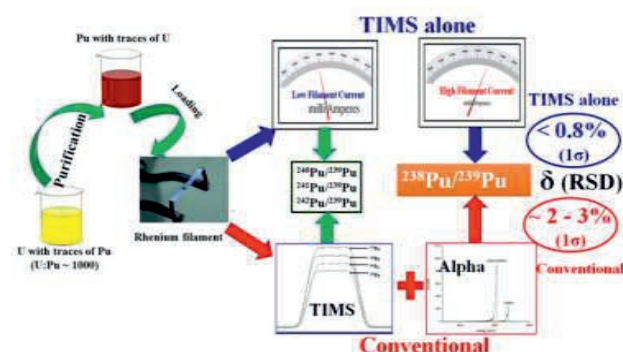 Pu with traces of U
TIMS alone
Loading
Purification
Low Filament Current
milli Amperes
High Filament Current
TIMS alone
< 0.8%
(1σ)
²⁴⁰Pu/²³⁹Pu
²⁴¹Pu/²³⁹Pu
²⁴²Pu/²³⁹Pu
²³⁸Pu/²³⁹Pu
δ (RSD)
Rhenium filament
U with traces of Pu
(U:Pu ~ 1000)
~ 2 - 3%
(1σ)
Conventional
TIMS
+
Alpha
Conventional